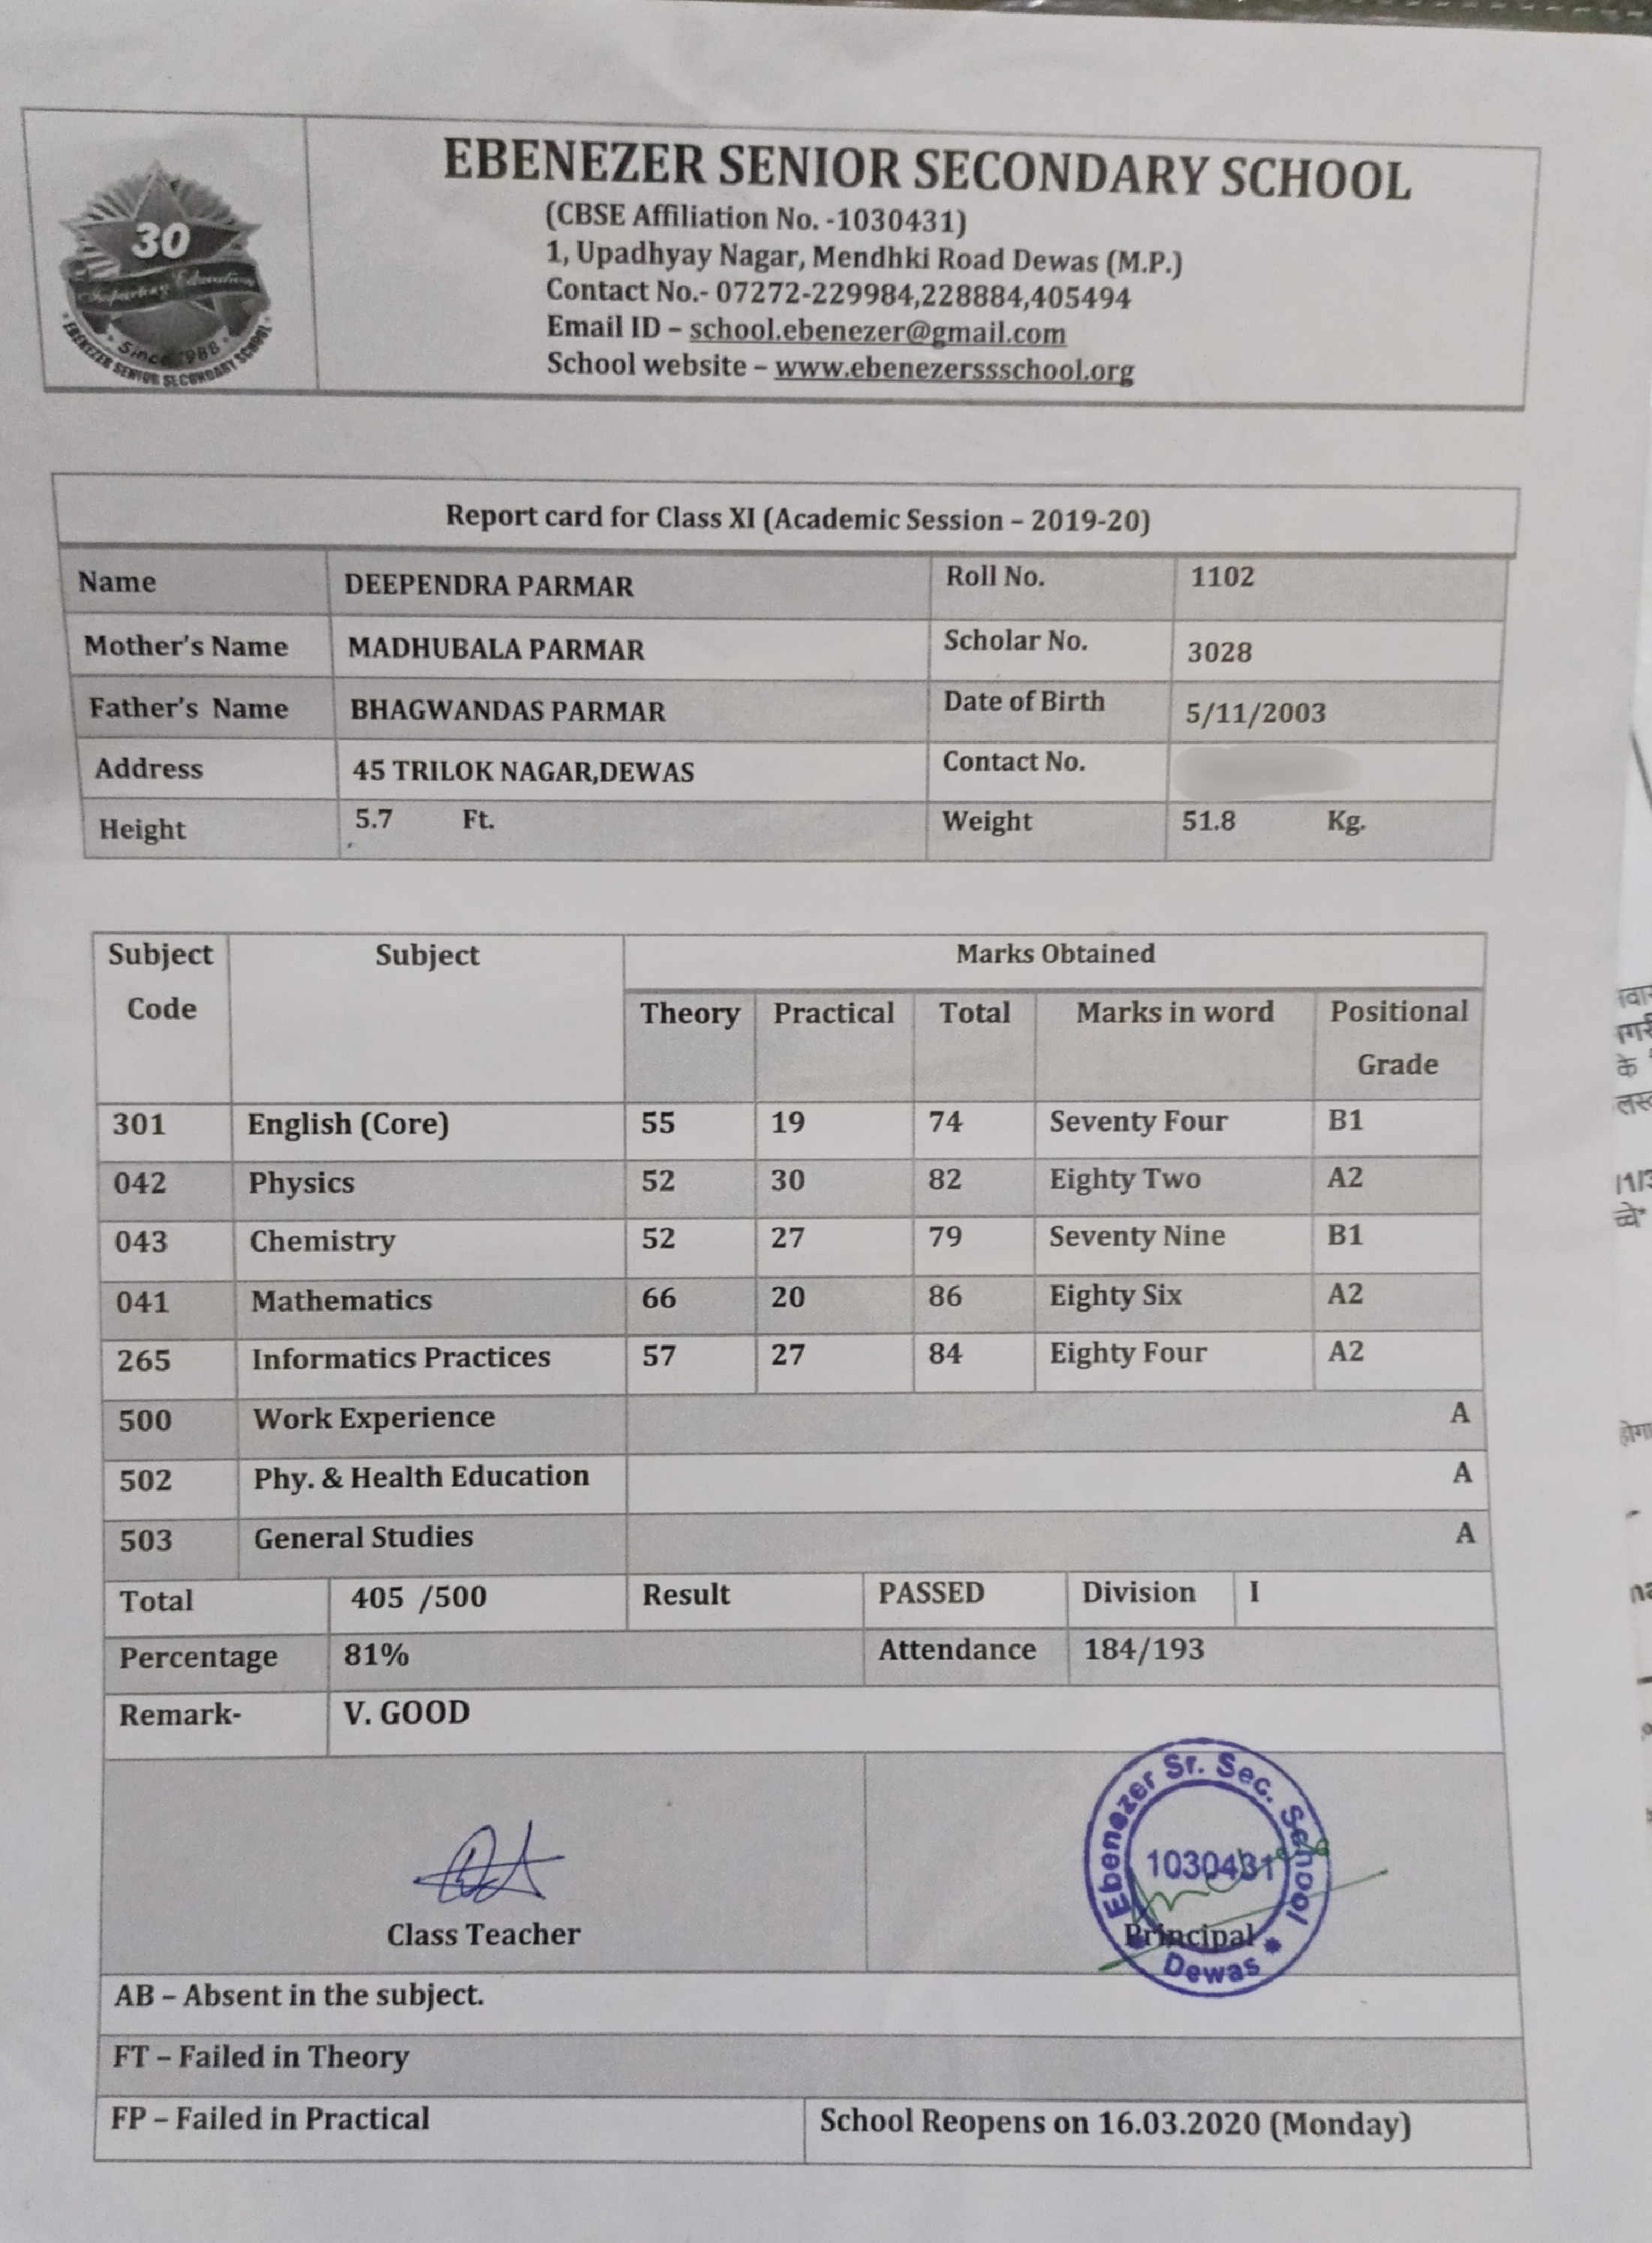 30
Imparting Education
Since 1988
EBENEZER SENIOR SECONDARY SCHOOL
EBENEZER SENIOR SECONDARY SCHOOL
(CBSE Affiliation No. -1030431)
1, Upadhyay Nagar, Mendhki Road Dewas (M.P.)
Contact No.- 07272-229984,228884,405494
Email ID – school.ebenezer@gmail.com
School website – www.ebenezerssschool.org
Report card for Class XI (Academic Session – 2019-20)
Name DEEPENDRA PARMAR Roll No. 1102
Mother's Name MADHUBALA PARMAR Scholar No. 3028
Father's Name BHAGWANDAS PARMAR Date of Birth 5/11/2003
Address 45 TRILOK NAGAR,DEWAS Contact No.
Height 5.7 Ft. Weight 51.8 Kg.
Subject Code Subject Marks Obtained
Theory Practical Total Marks in word Positional Grade
301 English (Core) 55 19 74 Seventy Four B1
042 Physics 52 30 82 Eighty Two A2
043 Chemistry 52 27 79 Seventy Nine B1
041 Mathematics 66 20 86 Eighty Six A2
265 Informatics Practices 57 27 84 Eighty Four A2
500 Work Experience A
502 Phy. & Health Education A
503 General Studies A
Total 405 /500 Result PASSED Division I
Percentage 81% Attendance 184/193
Remark- V. GOOD
Ebenezer Sr. Sec. School
1030431
Dewas
Class Teacher Principal
AB – Absent in the subject.
FT – Failed in Theory
FP – Failed in Practical School Reopens on 16.03.2020 (Monday)